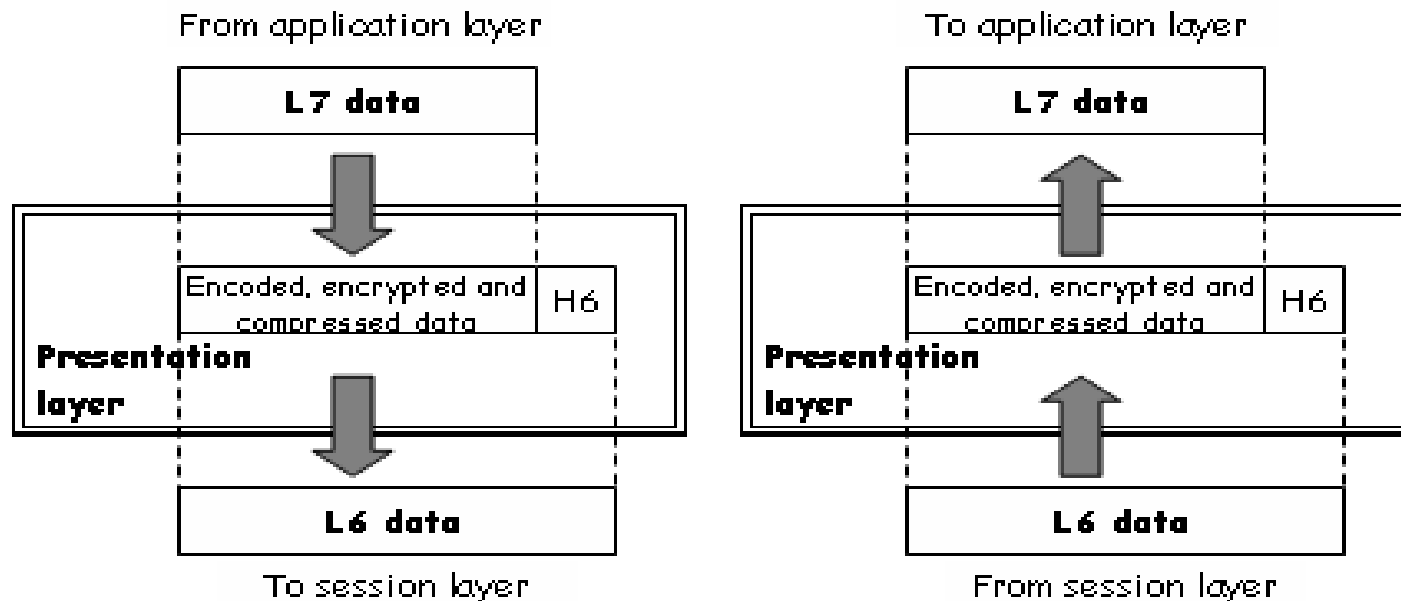 From application layer
L7 data
Encoded, encrypted and
compressed data
H6
Presentation
layer
L6 data
To session layer
To application layer
L7 data
Encoded, encrypted and
compressed data
H6
Presentation
layer
L6 data
From session layer